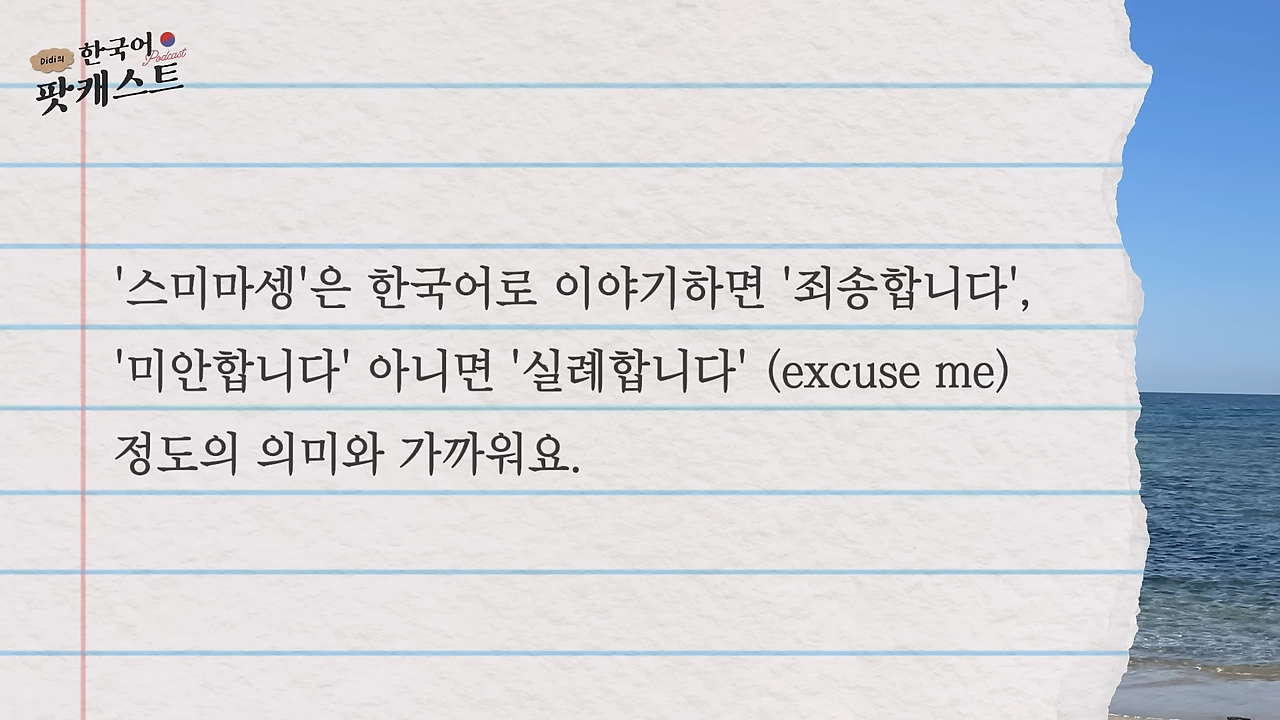 Didi의
한국어
Podcast
팟캐스트
'스미마셍'은 한국어로 이야기하면 '죄송합니다',
'미안합니다' 아니면 '실례합니다' (excuse me)
정도의 의미와 가까워요.